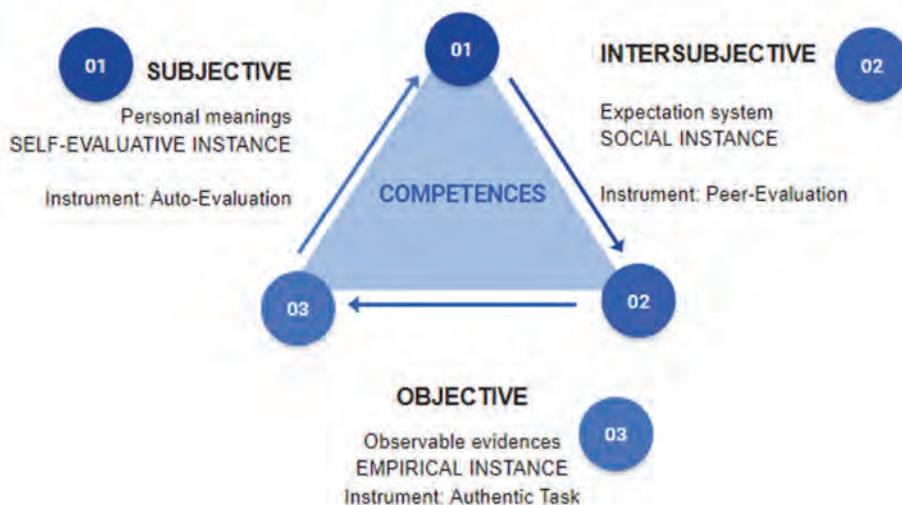 01
SUBJECTIVE
Personal meanings
SELF-EVALUATIVE INSTANCE
Instrument: Auto-Evaluation
01
INTERSUBJECTIVE
02
Expectation system
SOCIAL INSTANCE
Instrument: Peer-Evaluation
COMPETENCES
03
02
OBJECTIVE
03
Observable evidences
EMPIRICAL INSTANCE
Instrument: Authentic Task